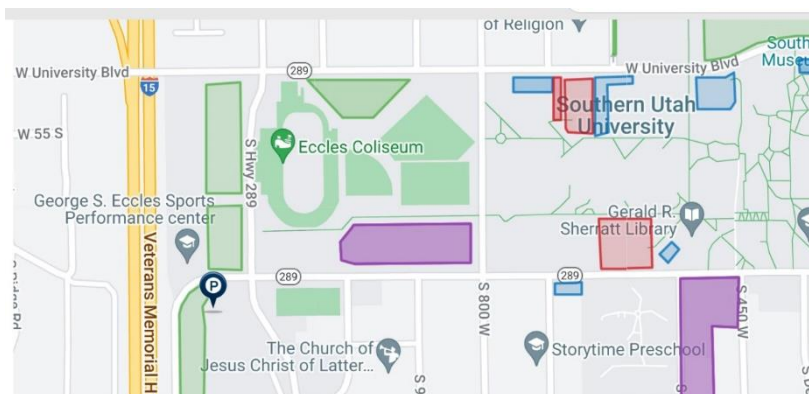 of Religion
W University Blvd
289
W University Blvd
South
Museu
15
W 55 S
S Hwy 289
Southern Utah
University
Eccles Coliseum
George S. Eccles Sports
Performance center
Gerald R.
Sherratt Library
Veterans Memorial H
289
289
P
S 800 W
S 450 W
The Church of
Jesus Christ of Latter...
Storytime Preschool
S 9
S